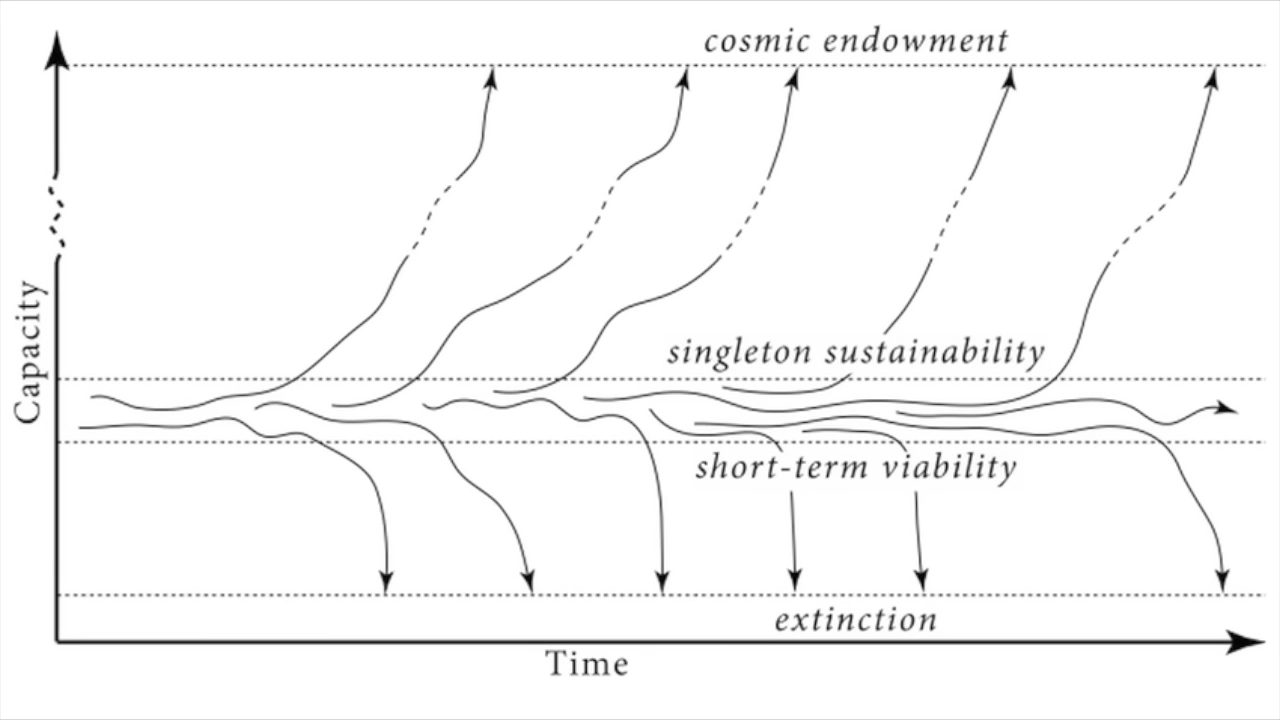 cosmic endowment
Capacity
singleton sustainability
short-term viability
extinction
Time